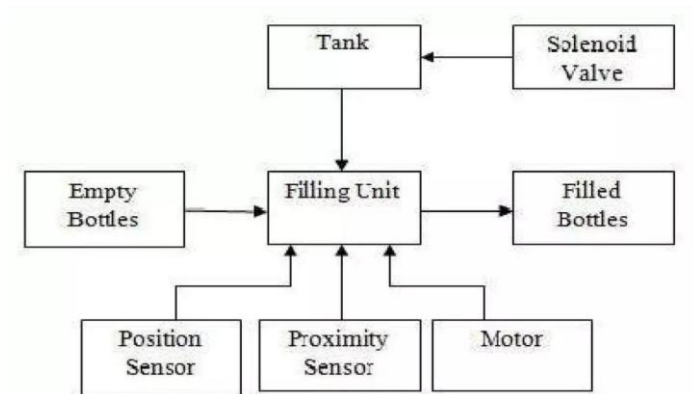 Tank
Solenoid
Valve
Empty
Bottles
Filling Unit
Filled
Bottles
Position
Sensor
Proximity
Sensor
Motor